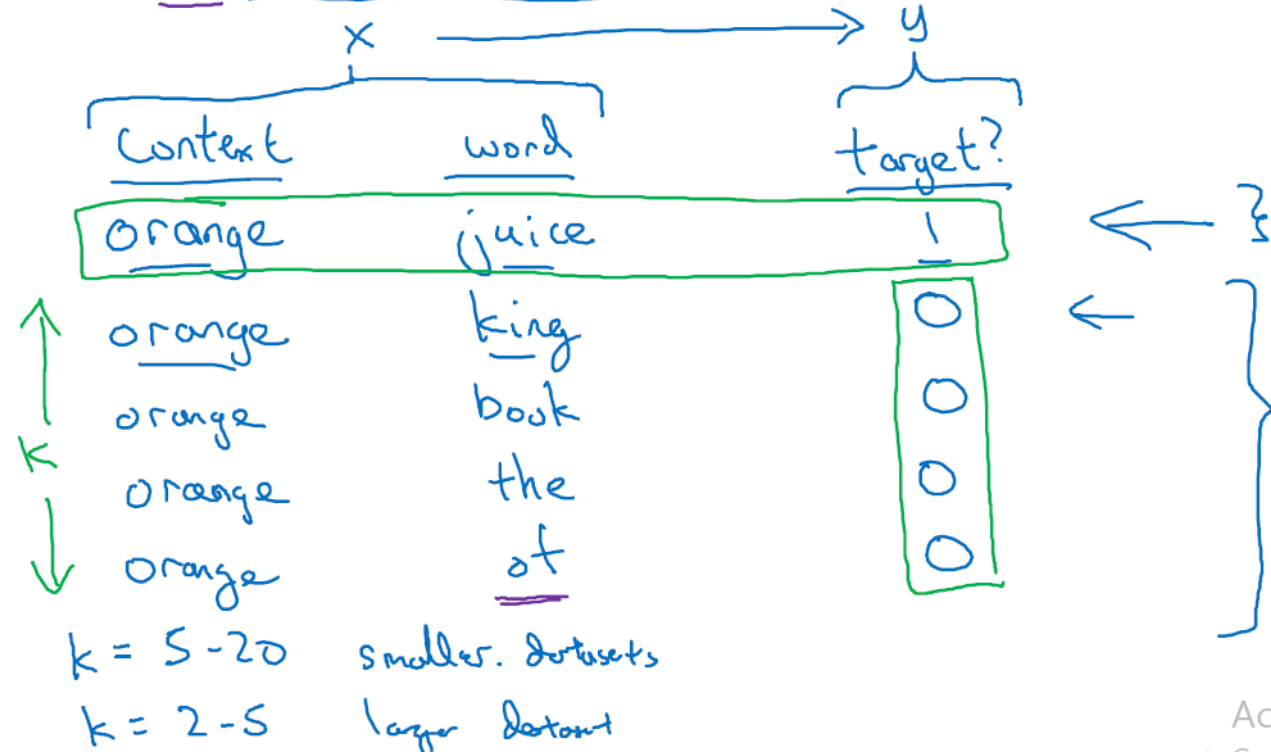 x → y
Context word target?
orange juice 1
orange king 0
orange book 0
k
orange the 0
orange of 0
k = 5-20 smaller. datasets
k = 2-5 larger dataset
Ac